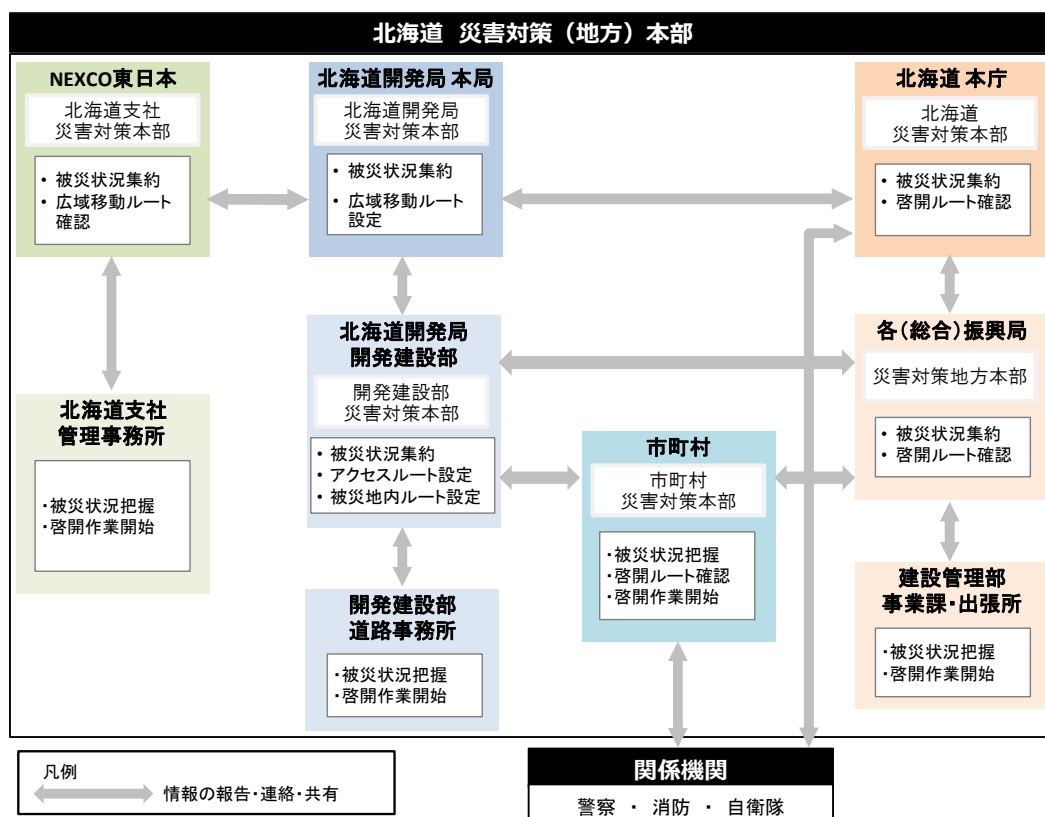 北海道 災害対策（地方）本部
NEXCO東日本
北海道支社
災害対策本部
• 被災状況集約
• 広域移動ルート
確認
北海道開発局 本局
北海道開発局
災害対策本部
• 被災状況集約
• 広域移動ルート
設定
北海道 本庁
北海道
災害対策本部
• 被災状況集約
• 啓開ルート確認
北海道支社
管理事務所
・被災状況把握
・啓開作業開始
北海道開発局
開発建設部
開発建設部
災害対策本部
• 被災状況集約
• アクセスルート設定
• 被災地内ルート設定
各（総合）振興局
災害対策地方本部
• 被災状況集約
• 啓開ルート確認
市町村
市町村
災害対策本部
・被災状況把握
・啓開ルート確認
・啓開作業開始
開発建設部
道路事務所
・被災状況把握
・啓開作業開始
建設管理部
事業課・出張所
・被災状況把握
・啓開作業開始
凡例
情報の報告・連絡・共有
関係機関
警察 ・ 消防 ・ 自衛隊